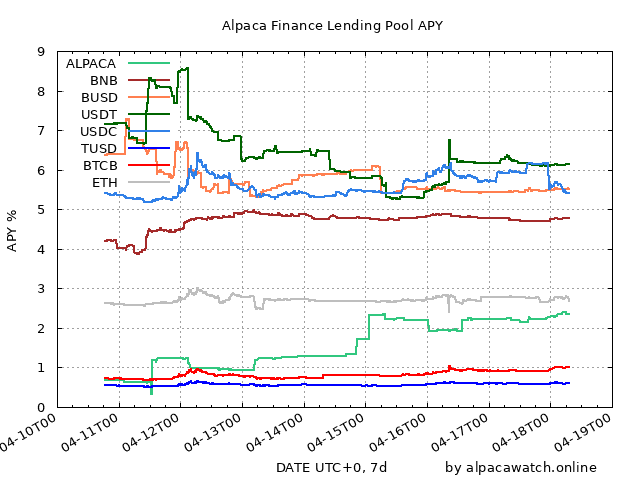 Alpaca Finance Lending Pool APY
9
8
7
6
5
4
3
2
1
0
APY %
ALPACA
BNB
BUSD
USDT
USDC
TUSD
BTCB
ETH
04-10T00
04-11T00
04-12T00
04-13T00
04-14T00
04-15T00
04-16T00
04-17T00
04-18T00
04-19T00
DATE UTC+0, 7d
by alpacawatch.online